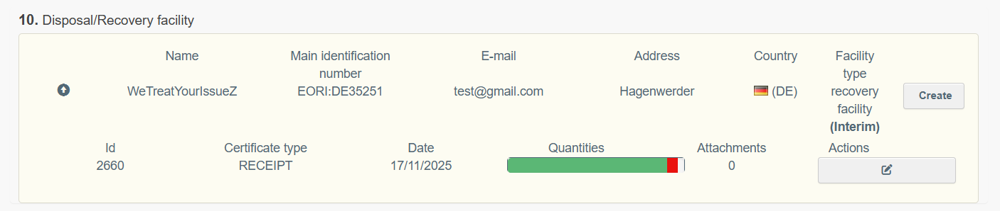 10. Disposal/Recovery facility
Name Main identification number E-mail Address Country Facility type recovery facility (Interim)
WeTreatYourIssueZ EORI:DE35251 test@gmail.com Hagenwerder (DE) Create
Id Certificate type Date Quantities Attachments Actions
2660 RECEIPT 17/11/2025 0